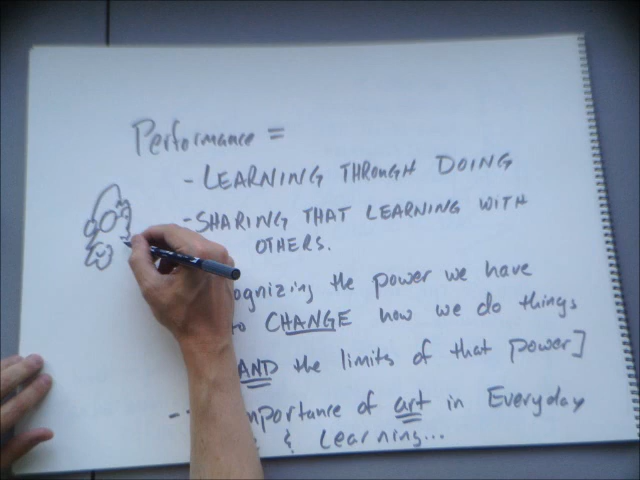 Performance =
- LEARNING THROUGH DOING
- SHARING THAT LEARNING WITH
OTHERS.
ognizing the power we have
to CHANGE how we do things
AND the limits of that power]
mportance of art in Everyday
& Learning...